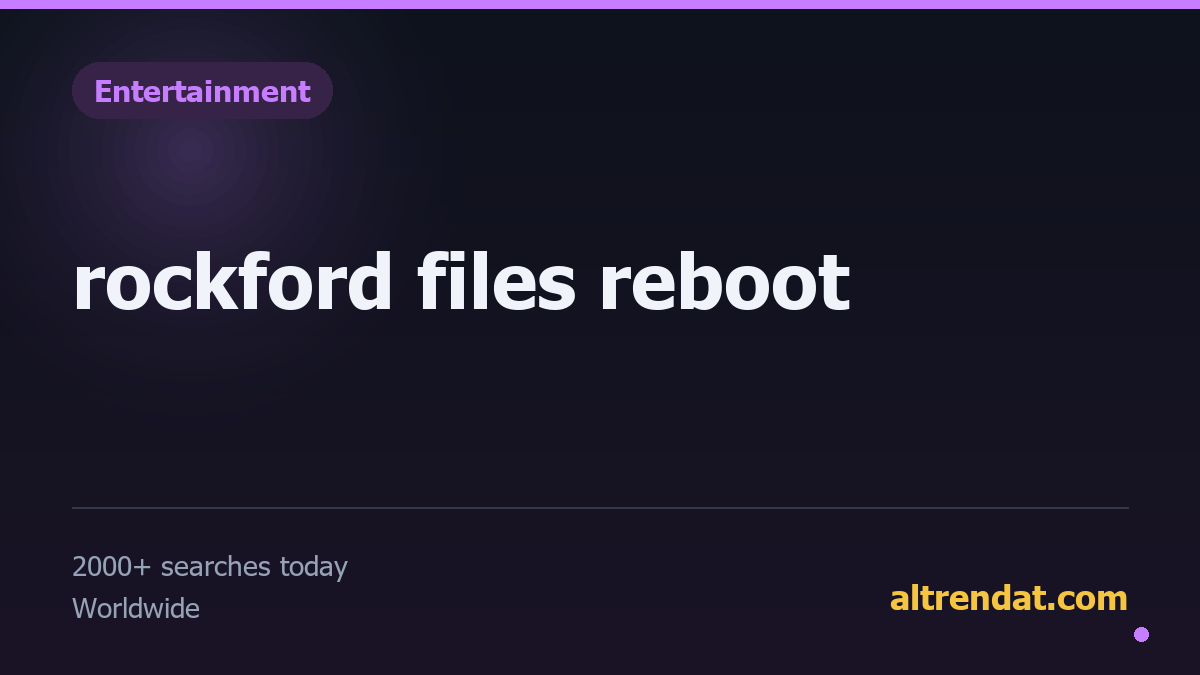 Entertainment
rockford files reboot
2000+ searches today
Worldwide
altrendat.com